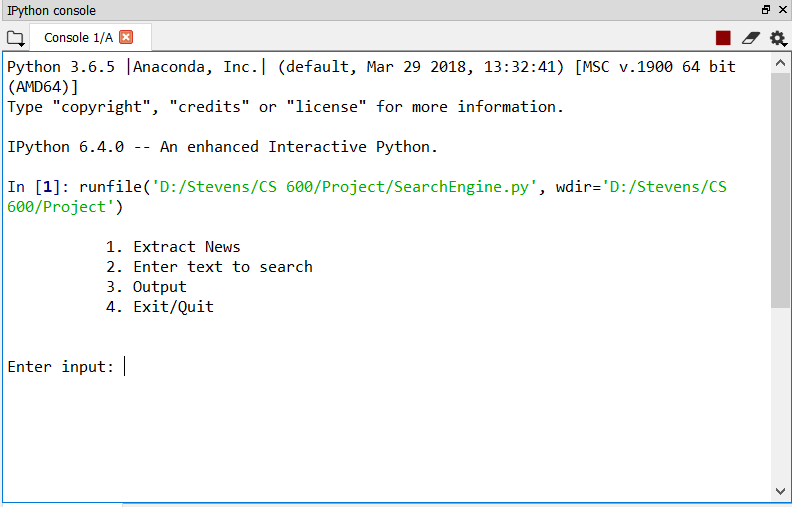 IPython console
Console 1/A
Python 3.6.5 |Anaconda, Inc.| (default, Mar 29 2018, 13:32:41) [MSC v.1900 64 bit
(AMD64)]
Type "copyright", "credits" or "license" for more information.
IPython 6.4.0 -- An enhanced Interactive Python.
In [1]: runfile('D:/Stevens/CS 600/Project/SearchEngine.py', wdir='D:/Stevens/CS
600/Project')
1. Extract News
2. Enter text to search
3. Output
4. Exit/Quit
Enter input: